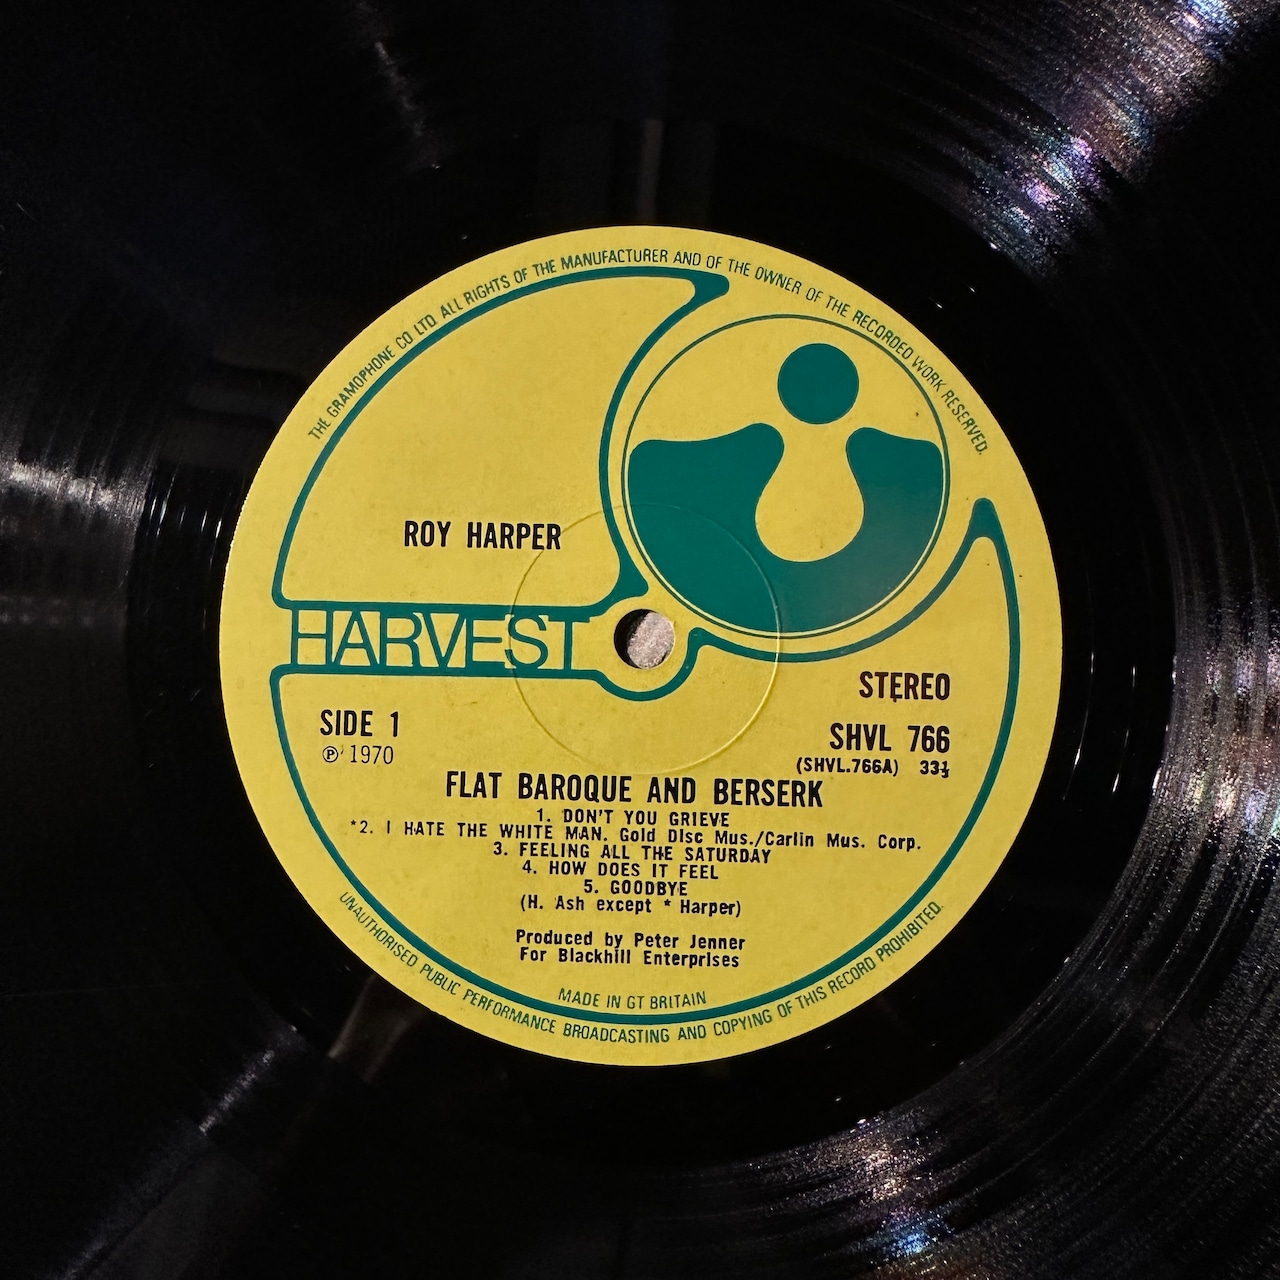 THE GRAMOPHONE CO LTD ALL RIGHTS OF THE MANUFACTURER AND OF THE OWNER OF THE RECORDED WORK RESERVED.
ROY HARPER
HARVEST
STEREO
SIDE 1
SHVL 766
℗ 1970
(SHVL.766A) 33⅓
FLAT BAROQUE AND BERSERK
1. DON'T YOU GRIEVE
*2. I HATE THE WHITE MAN. Gold Disc Mus./Carlin Mus. Corp.
3. FEELING ALL THE SATURDAY
4. HOW DOES IT FEEL
5. GOODBYE
(H. Ash except * Harper)
Produced by Peter Jenner
For Blackhill Enterprises
MADE IN GT BRITAIN
UNAUTHORISED PUBLIC PERFORMANCE BROADCASTING AND COPYING OF THIS RECORD PROHIBITED.